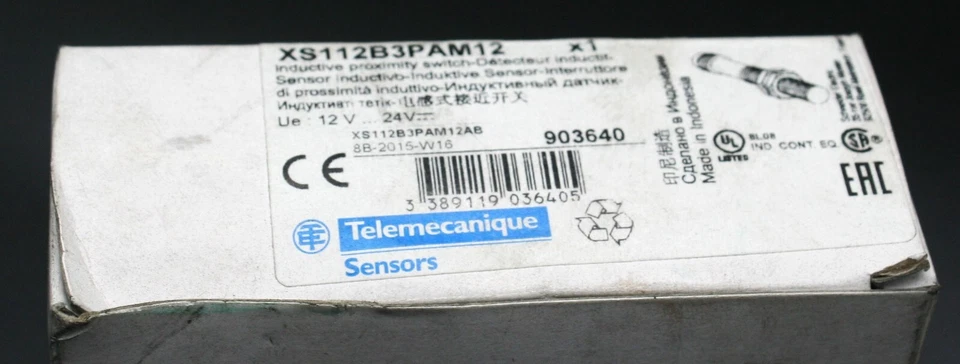 XS112B3PAM12 x1
Inductive proximity switch-Détecteur inductif-
Sensor inductivo-Induktive Sensor-Interruttore
di prossimità induttivo-Индуктивный датчик-
Индуктивті тетік-电感式接近开关
Ue : 12 V ... 24V
XS112B3PAM12AB
8B-2015-W16
903640
CE
3 389119 036405
Telemecanique
Sensors
印尼制造
Сделано в Индонезии
Made in Indonesia
UL
LISTED
IND. CONT. EQ.
EAC